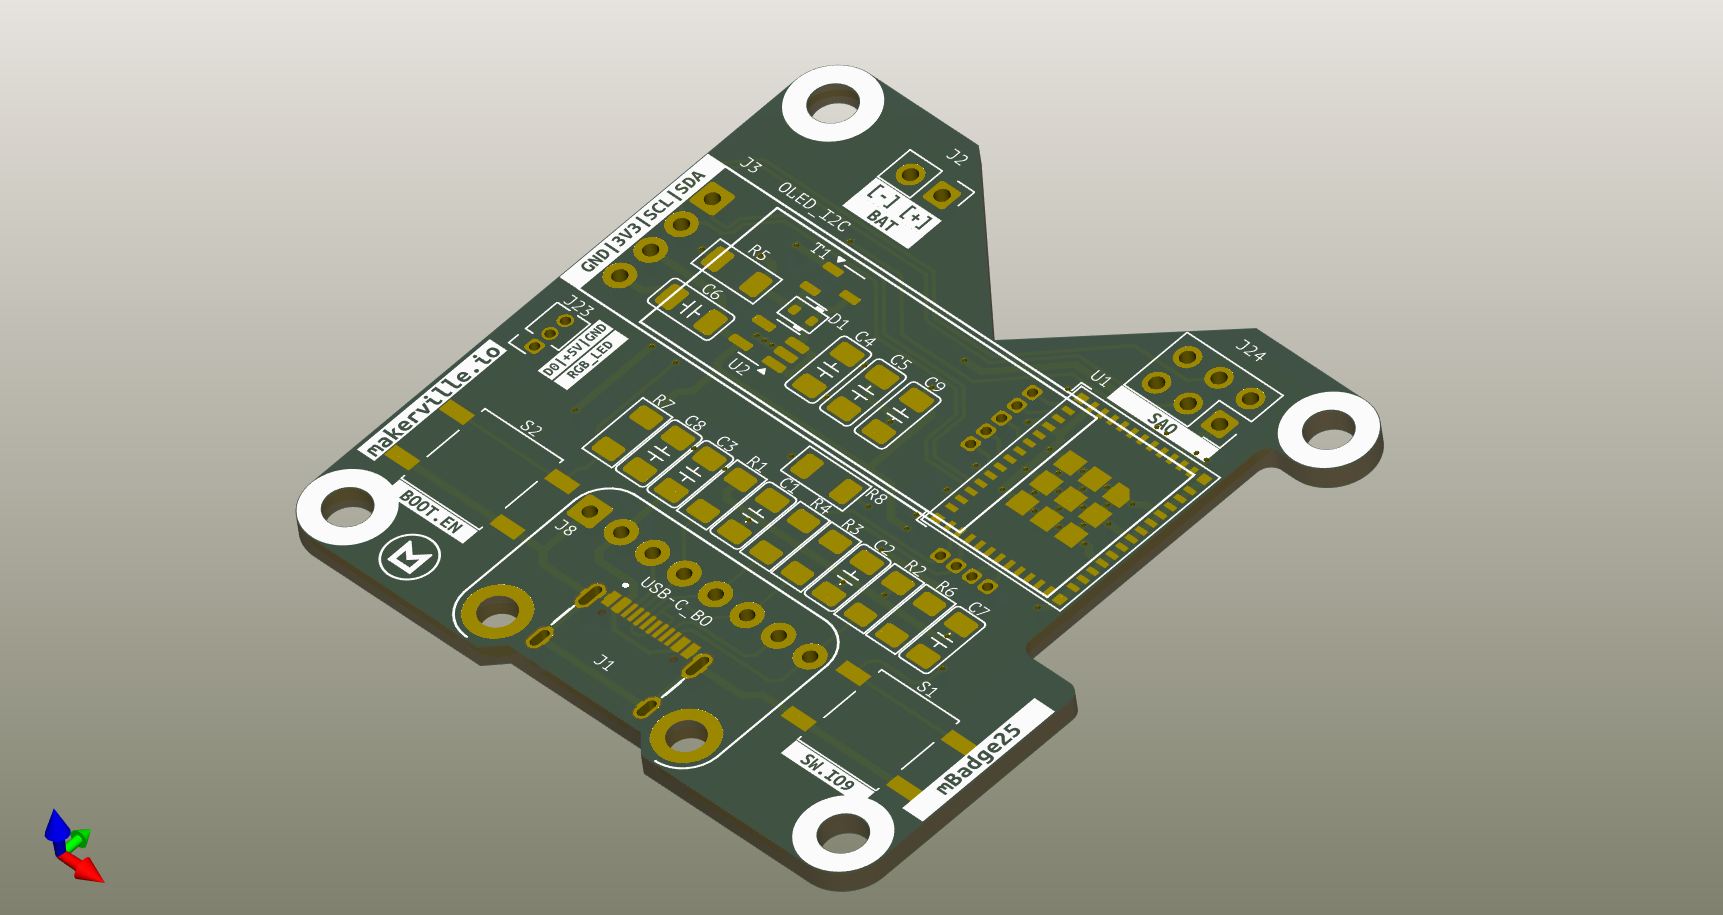 J2
[-] [+]
BAT
J3
OLED_I2C
GND|3V3|SCL|SDA
T1
R5
C6
D1
U2
C4
C5
C9
J23
D0|+5V|GND
RGB_LED
J24
U1
SAO
makerville.io
S2
BOOT.EN
R7
C8
C3
R1
C1
R4
R3
C2
R2
R6
C7
R8
J8
USB-C_BO
J1
S1
SW.IO9
mBadge25